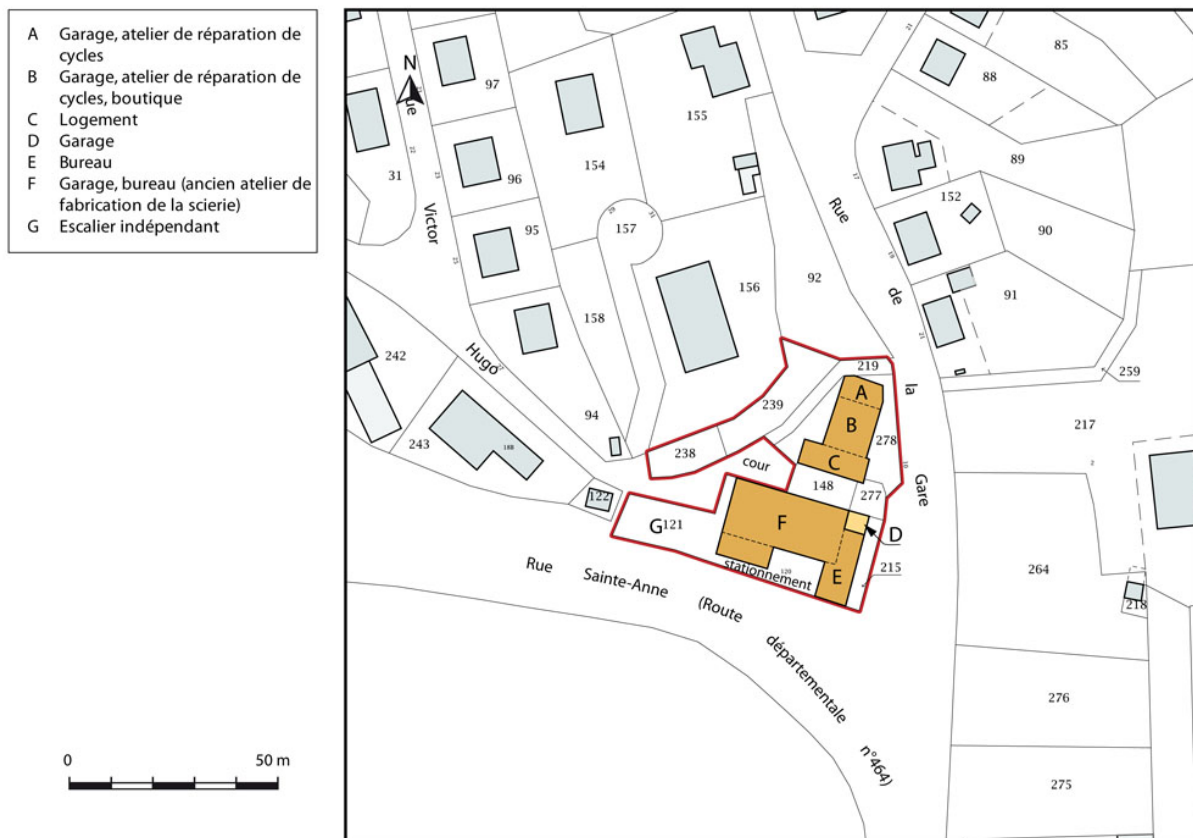 A Garage, atelier de réparation de
cycles
B Garage, atelier de réparation de
cycles, boutique
C Logement
D Garage
E Bureau
F Garage, bureau (ancien atelier de
fabrication de la scierie)
G Escalier indépendant
0 50 m
N
Rue
Victor
Hugo
Rue
de
la
Gare
Rue Sainte-Anne (Route
départementale
n°464)
97
155
85
88
154
31
96
89
152
95
157
90
92
91
156
158
242
219
259
A
239
217
B
94
278
243
188
238
cour
C
148
277
122
G
121
F
D
264
stationnement
120
E
215
218
276
275